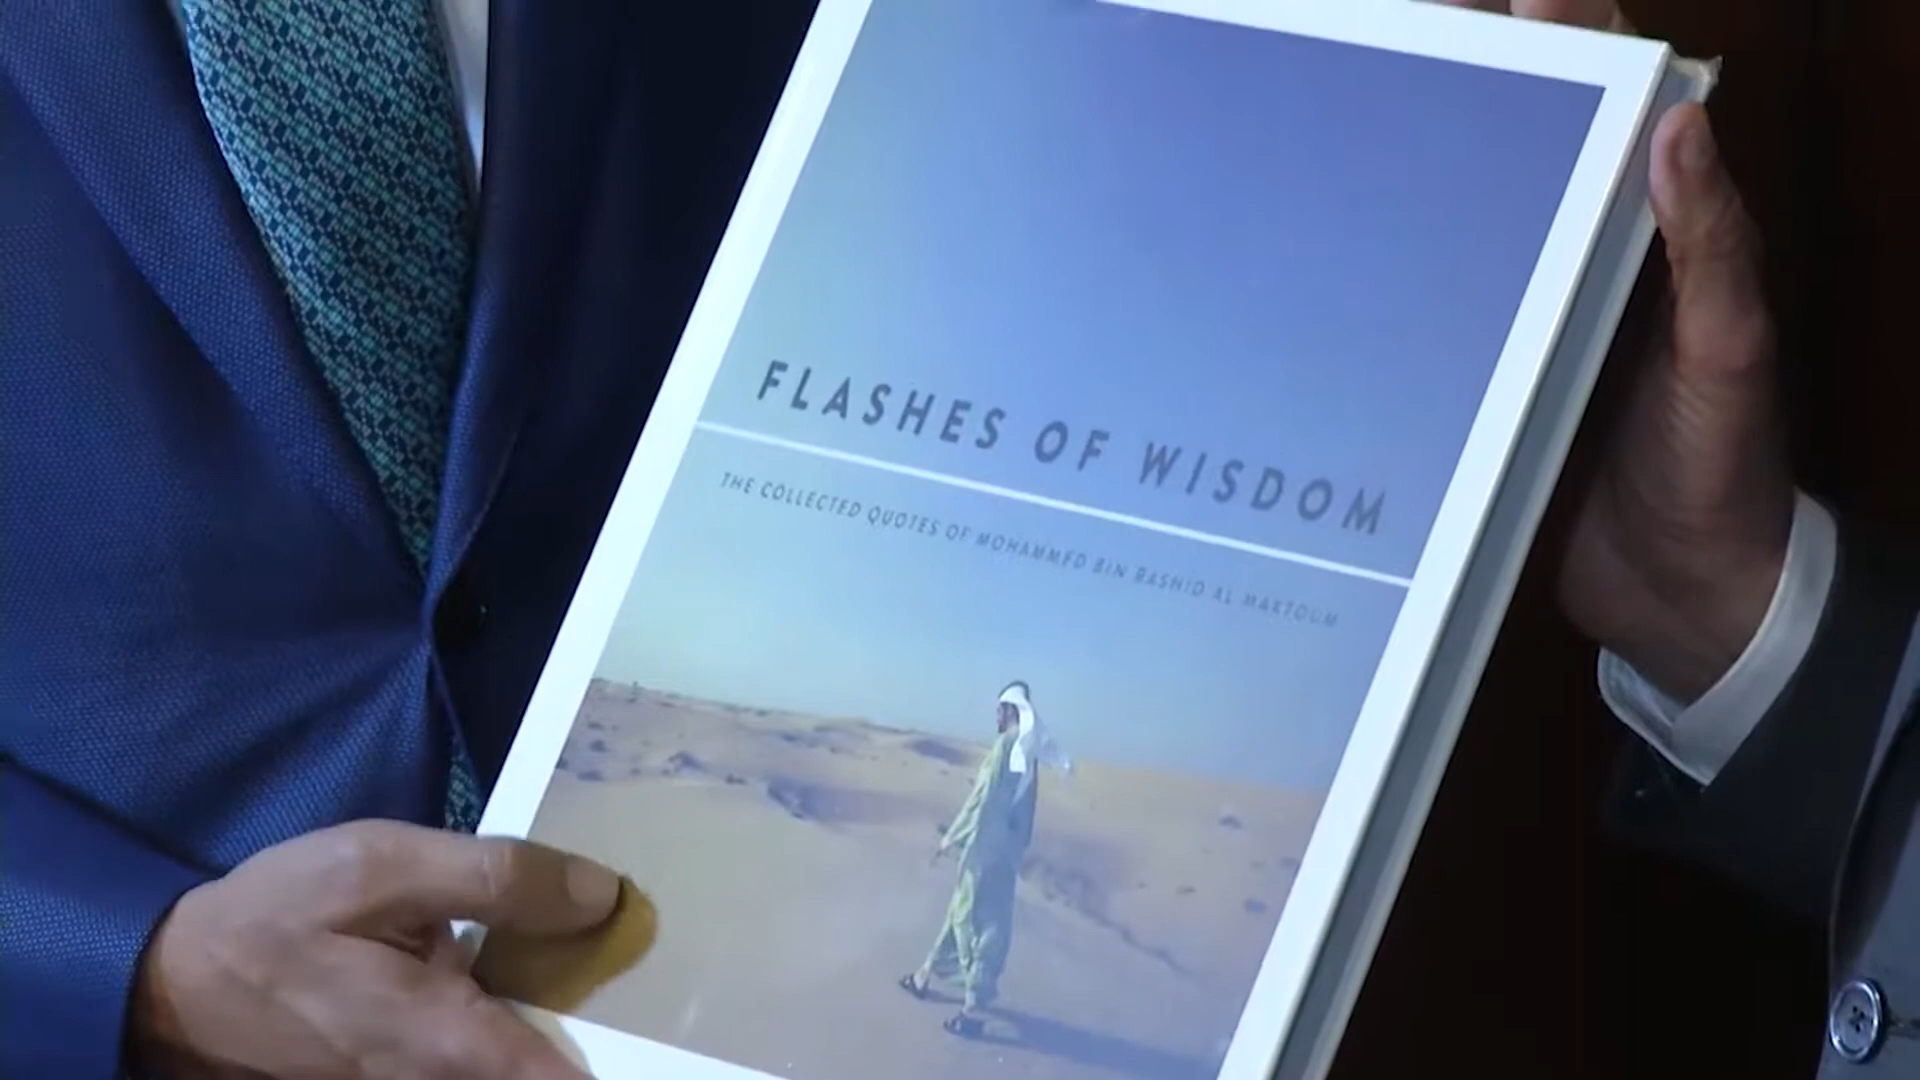 FLASHES OF WISDOM
THE COLLECTED QUOTES OF MOHAMMED BIN RASHID AL MAKTOUM